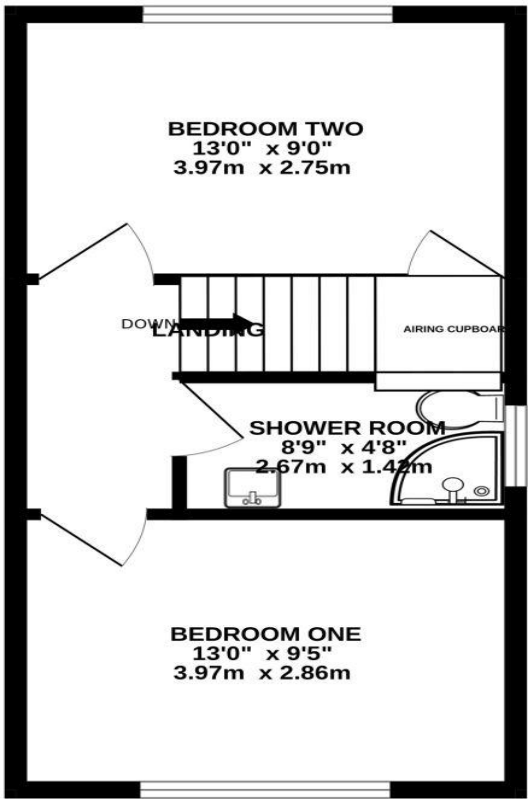 BEDROOM TWO
13'0" x 9'0"
3.97m x 2.75m
DOWN
LANDING
AIRING CUPBOAR
SHOWER ROOM
8'9" x 4'8"
2.67m x 1.42m
BEDROOM ONE
13'0" x 9'5"
3.97m x 2.86m